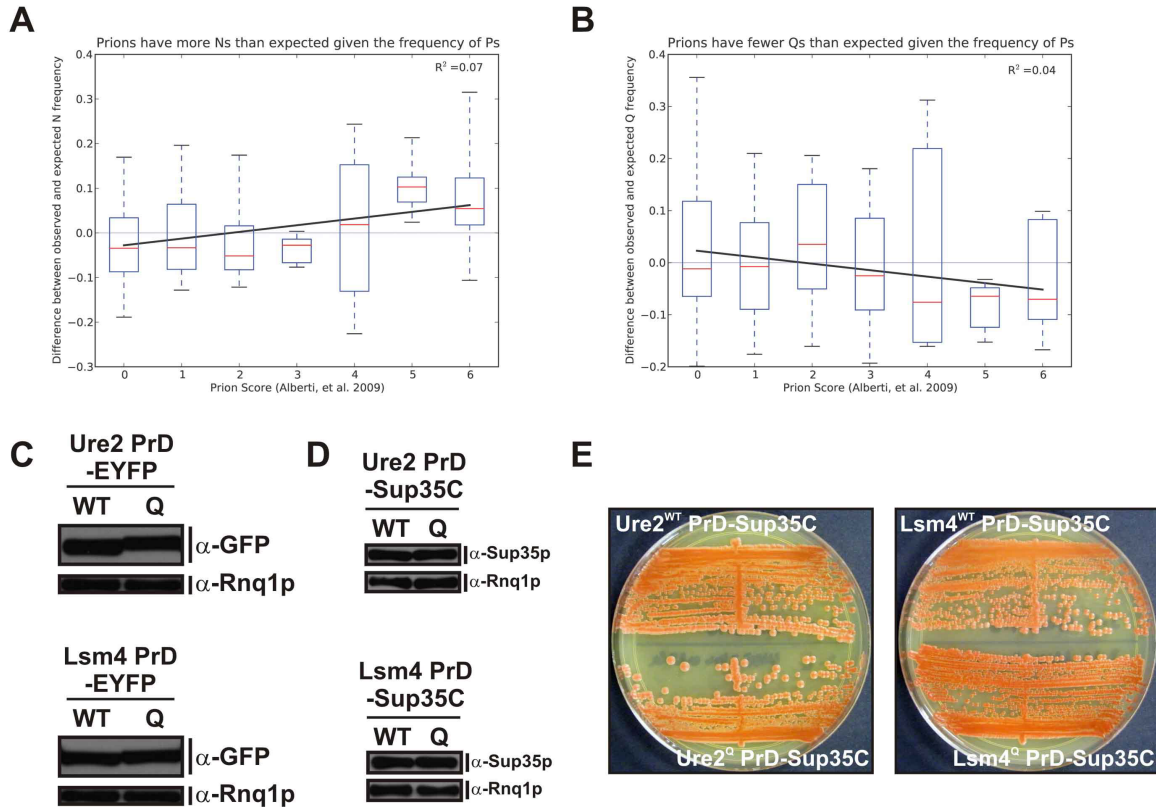 A
Prions have more Ns than expected given the frequency of Ps
R² =0.07
Difference between observed and expected N frequency
0.4
0.3
0.2
0.1
0.0
−0.1
−0.2
−0.3
0 1 2 3 4 5 6
Prion Score (Alberti, et al. 2009)
B
Prions have fewer Qs than expected given the frequency of Ps
R² =0.04
Difference between observed and expected Q frequency
0.4
0.3
0.2
0.1
0.0
−0.1
−0.2
0 1 2 3 4 5 6
Prion Score (Alberti, et al. 2009)
C
Ure2 PrD
-EYFP
WT Q
α-GFP
α-Rnq1p
Lsm4 PrD
-EYFP
WT Q
α-GFP
α-Rnq1p
D
Ure2 PrD
-Sup35C
WT Q
α-Sup35p
α-Rnq1p
Lsm4 PrD
-Sup35C
WT Q
α-Sup35p
α-Rnq1p
E
Ure2ᵂᵀ PrD-Sup35C
Ure2Q PrD-Sup35C
Lsm4ᵂᵀ PrD-Sup35C
Lsm4Q PrD-Sup35C